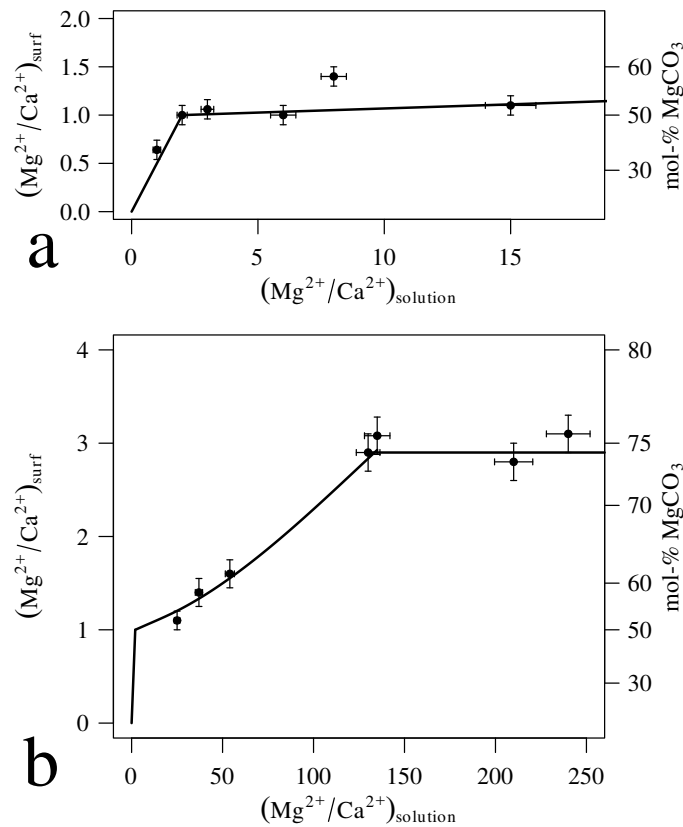 2.0
1.5
1.0
0.5
0.0
(Mg²⁺/Ca²⁺)surf
60
50
30
mol-% MgCO₃
0 5 10 15
(Mg²⁺/Ca²⁺)solution
a
4
3
2
1
0
(Mg²⁺/Ca²⁺)surf
80
75
70
60
50
30
mol-% MgCO₃
0 50 100 150 200 250
(Mg²⁺/Ca²⁺)solution
b